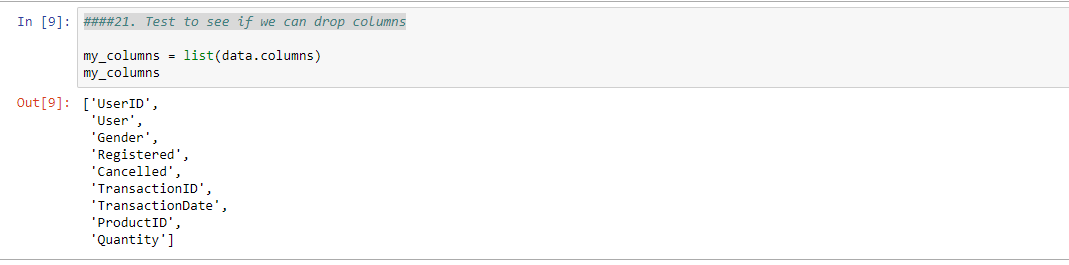 In [9]: ####21. Test to see if we can drop columns
my_columns = list(data.columns)
my_columns
Out[9]: ['UserID',
'User',
'Gender',
'Registered',
'Cancelled',
'TransactionID',
'TransactionDate',
'ProductID',
'Quantity']